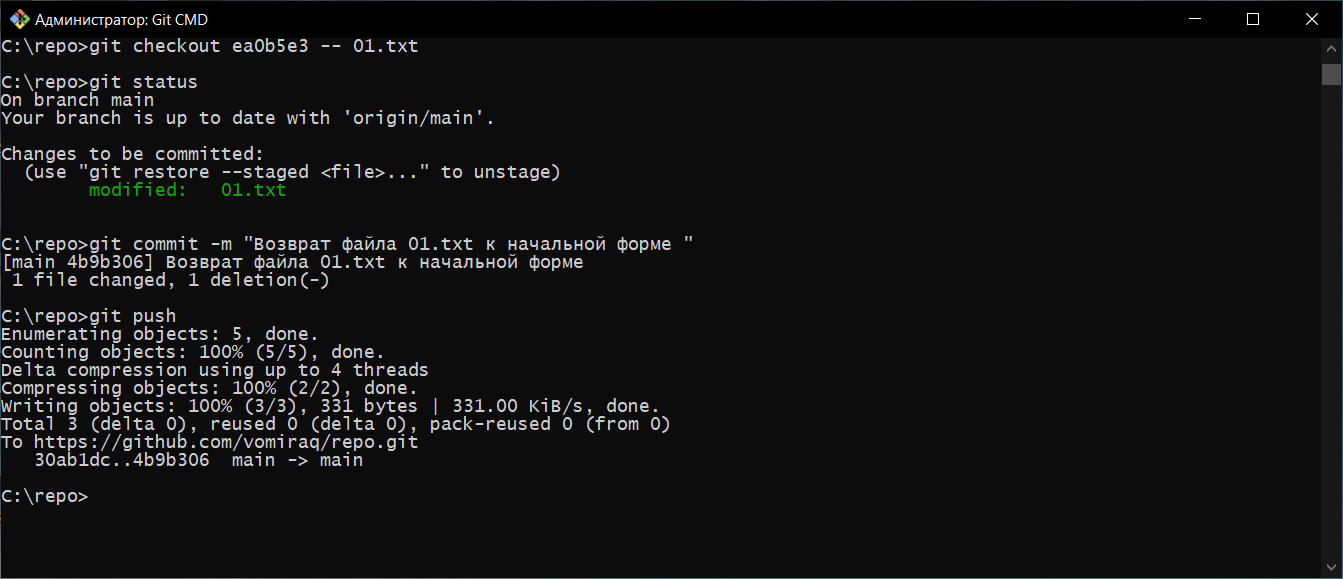 Администратор: Git CMD
C:\repo>git checkout ea0b5e3 -- 01.txt
C:\repo>git status
On branch main
Your branch is up to date with 'origin/main'.
Changes to be committed:
  (use "git restore --staged <file>..." to unstage)
        modified:   01.txt
C:\repo>git commit -m "Возврат файла 01.txt к начальной форме "
[main 4b9b306] Возврат файла 01.txt к начальной форме
 1 file changed, 1 deletion(-)
C:\repo>git push
Enumerating objects: 5, done.
Counting objects: 100% (5/5), done.
Delta compression using up to 4 threads
Compressing objects: 100% (2/2), done.
Writing objects: 100% (3/3), 331 bytes | 331.00 KiB/s, done.
Total 3 (delta 0), reused 0 (delta 0), pack-reused 0 (from 0)
To https://github.com/vomiraq/repo.git
   30ab1dc..4b9b306  main -> main
C:\repo>